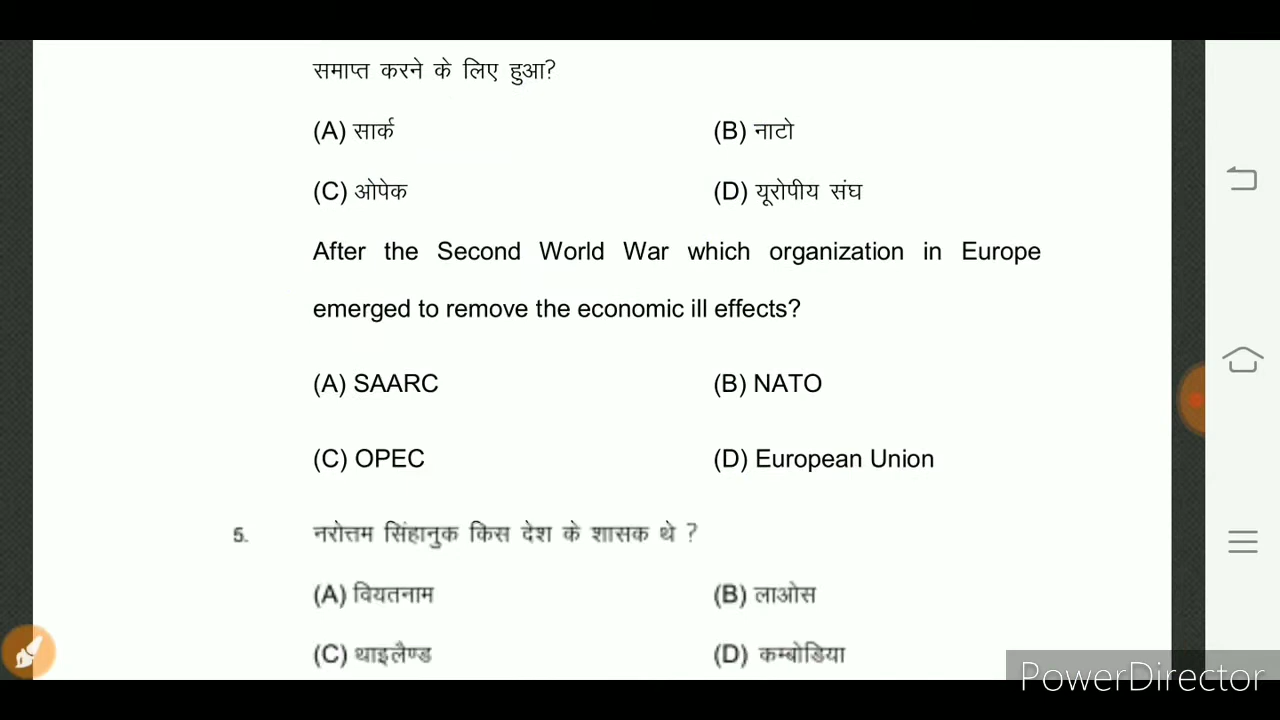 समाप्त करने के लिए हुआ?
(A) सार्क (B) नाटो
(C) ओपेक (D) यूरोपीय संघ
After the Second World War which organization in Europe
emerged to remove the economic ill effects?
(A) SAARC (B) NATO
(C) OPEC (D) European Union
5. नरोत्तम सिंहानुक किस देश के शासक थे ?
(A) वियतनाम (B) लाओस
(C) थाइलैण्ड (D) कम्बोडिया
PowerDirector